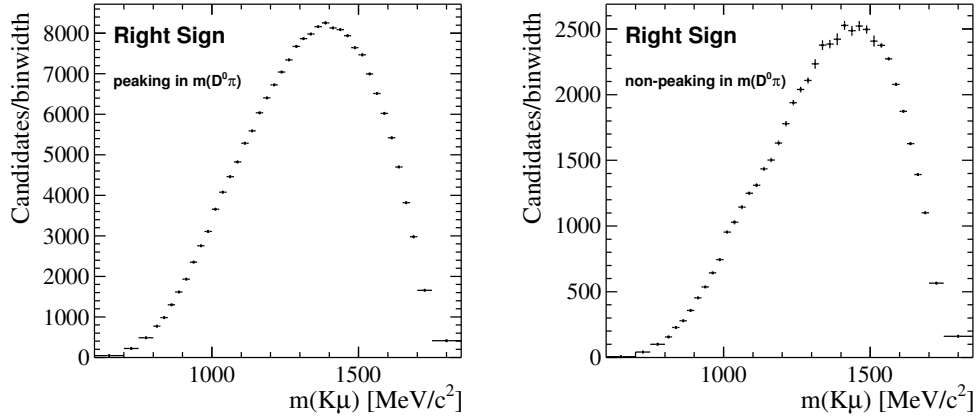 Candidates/binwidth
8000
7000
6000
5000
4000
3000
2000
1000
0
Right Sign
peaking in m(D⁰π)
1000
1500
m(Kμ) [MeV/c²]
Candidates/binwidth
2500
2000
1500
1000
500
0
Right Sign
non-peaking in m(D⁰π)
1000
1500
m(Kμ) [MeV/c²]